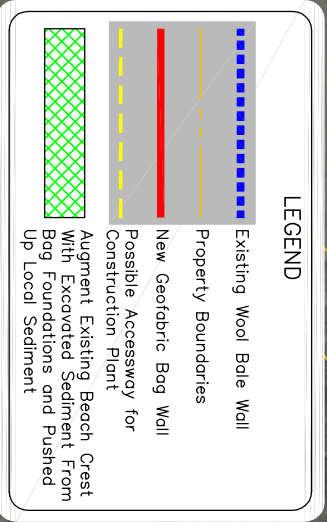 LEGEND
Existing Wool Bale Wall
Property Boundaries
New Geofabric Bag Wall
Possible Accessway for
Construction Plant
Augment Existing Beach Crest
With Excavated Sediment From
Bag Foundations and Pushed
Up Local Sediment